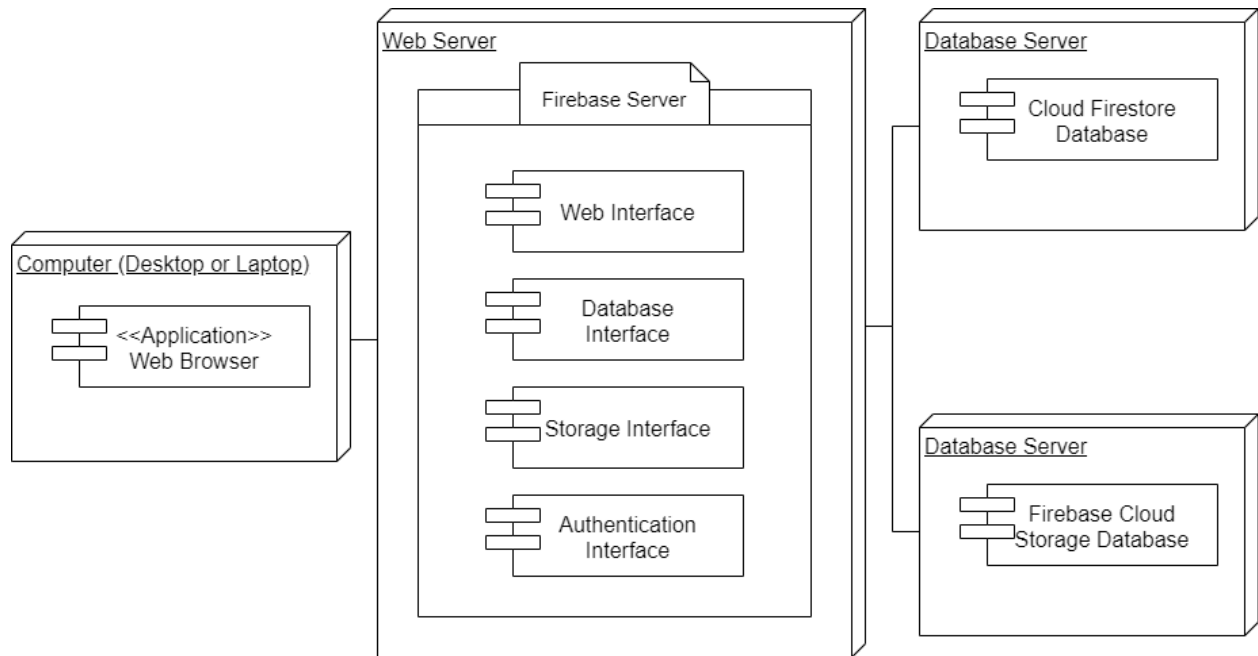 Computer (Desktop or Laptop)
<<Application>>
Web Browser
Web Server
Firebase Server
Web Interface
Database
Interface
Storage Interface
Authentication
Interface
Database Server
Cloud Firestore
Database
Database Server
Firebase Cloud
Storage Database